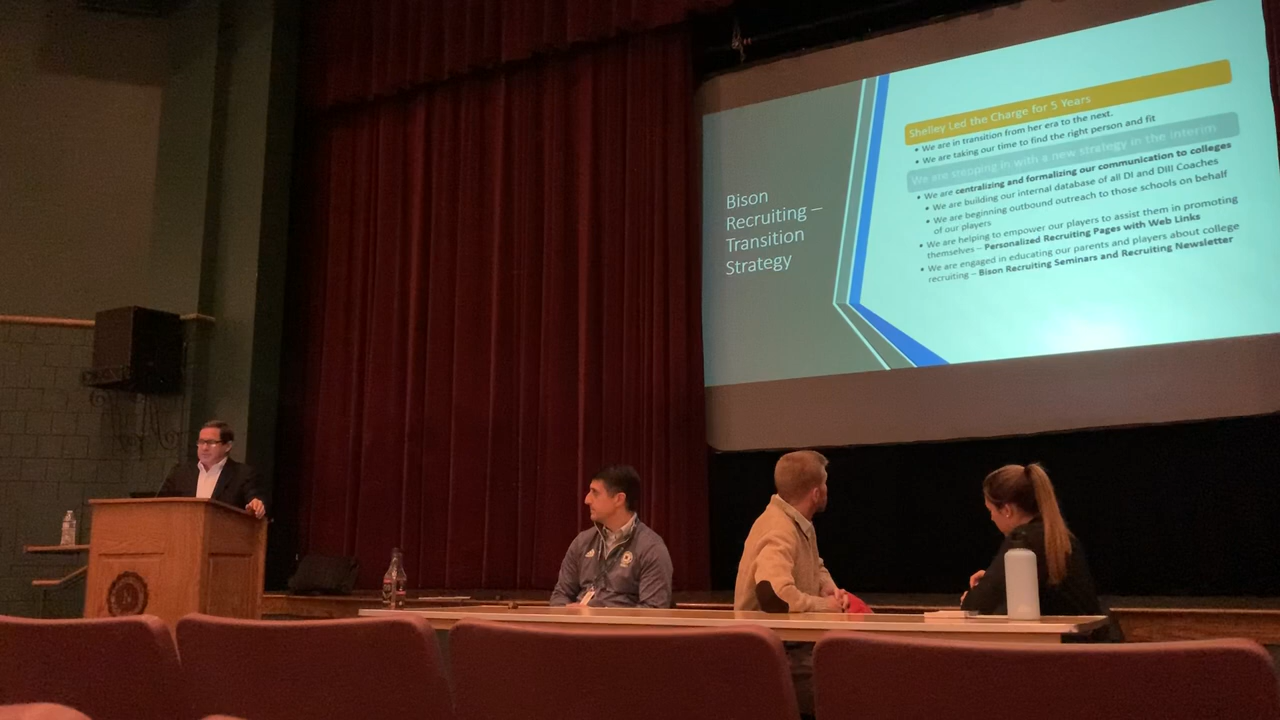 Bison
Recruiting –
Transition
Strategy
Shelley Led the Charge for 5 Years
• We are in transition from her era to the next.
• We are taking our time to find the right person and fit
We are stepping in with a new strategy in the interim
• We are centralizing and formalizing our communication to colleges
• We are building our internal database of all DI and DIII Coaches
• We are beginning outbound outreach to those schools on behalf
of our players
• We are helping to empower our players to assist them in promoting
themselves – Personalized Recruiting Pages with Web Links
• We are engaged in educating our parents and players about college
recruiting – Bison Recruiting Seminars and Recruiting Newsletter